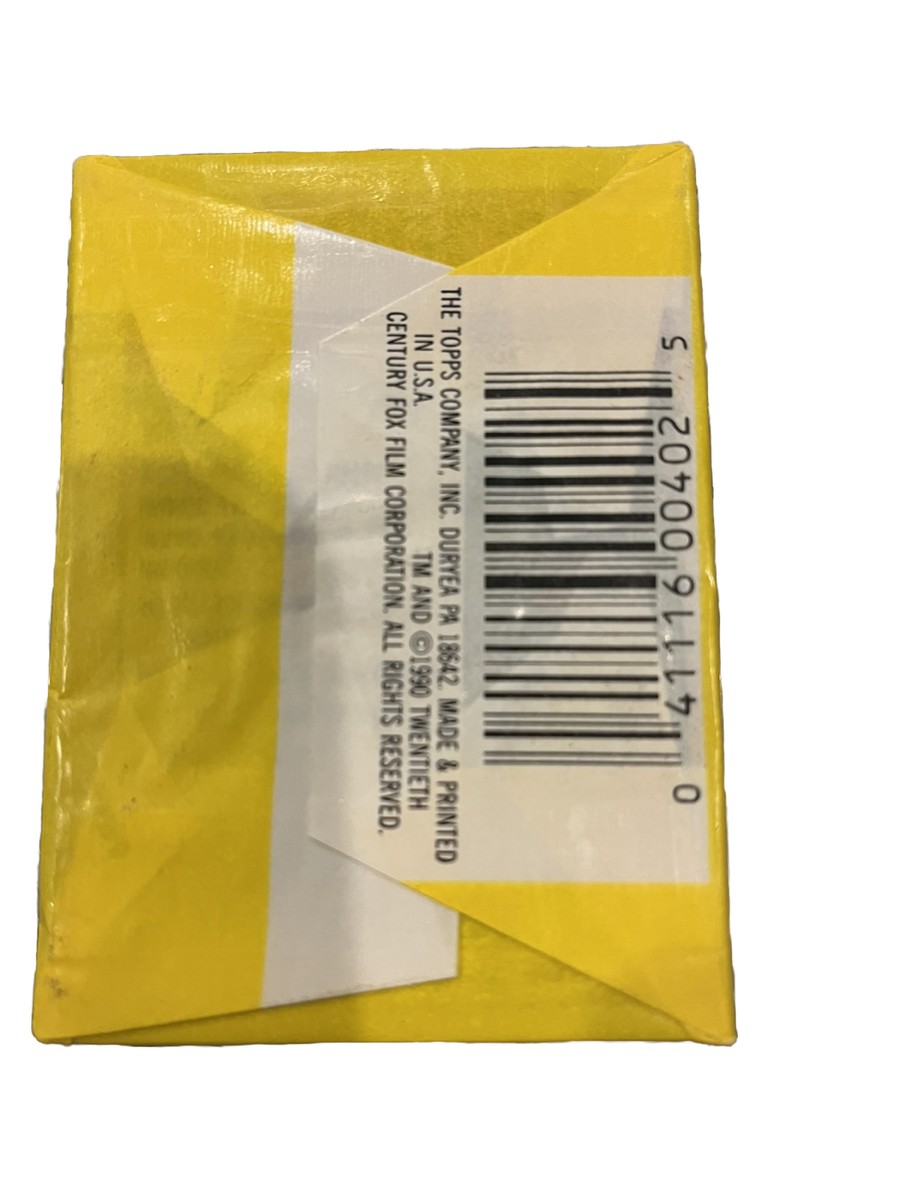 0 41116 00402 5
THE TOPPS COMPANY, INC. DURYEA PA 18642. MADE & PRINTED
IN U.S.A. TM AND ©1990 TWENTIETH
CENTURY FOX FILM CORPORATION. ALL RIGHTS RESERVED.